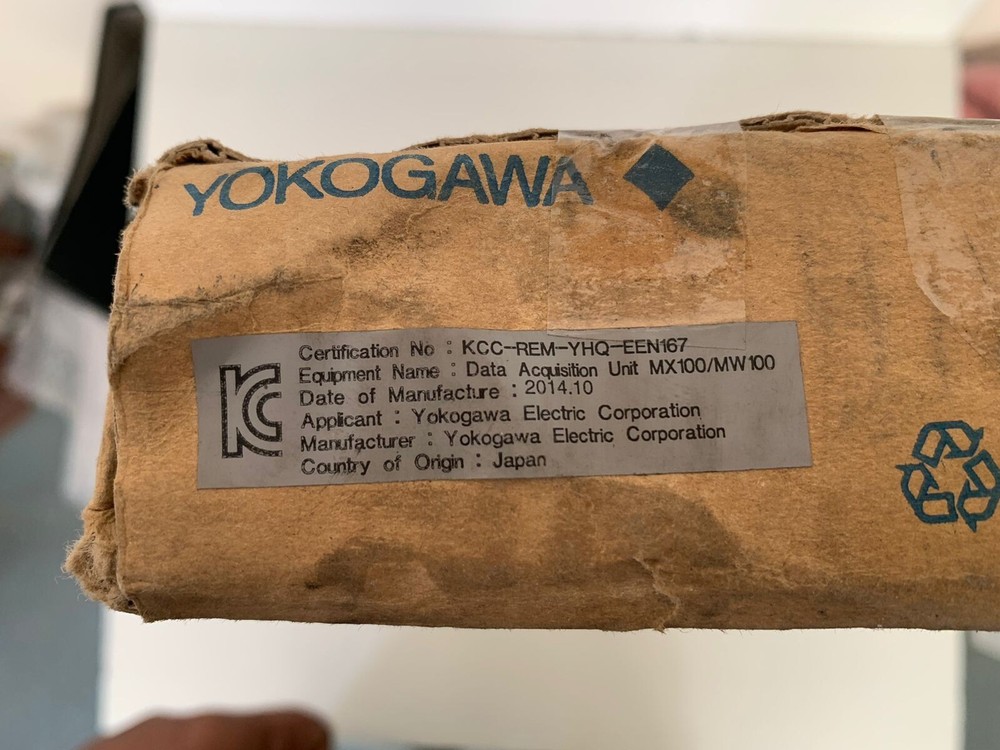 YOKOGAWA
Certification No : KCC-REM-YHQ-EEN167
Equipment Name : Data Acquisition Unit MX100/MW100
Date of Manufacture : 2014.10
Applicant : Yokogawa Electric Corporation
Manufacturer : Yokogawa Electric Corporation
Country of Origin : Japan